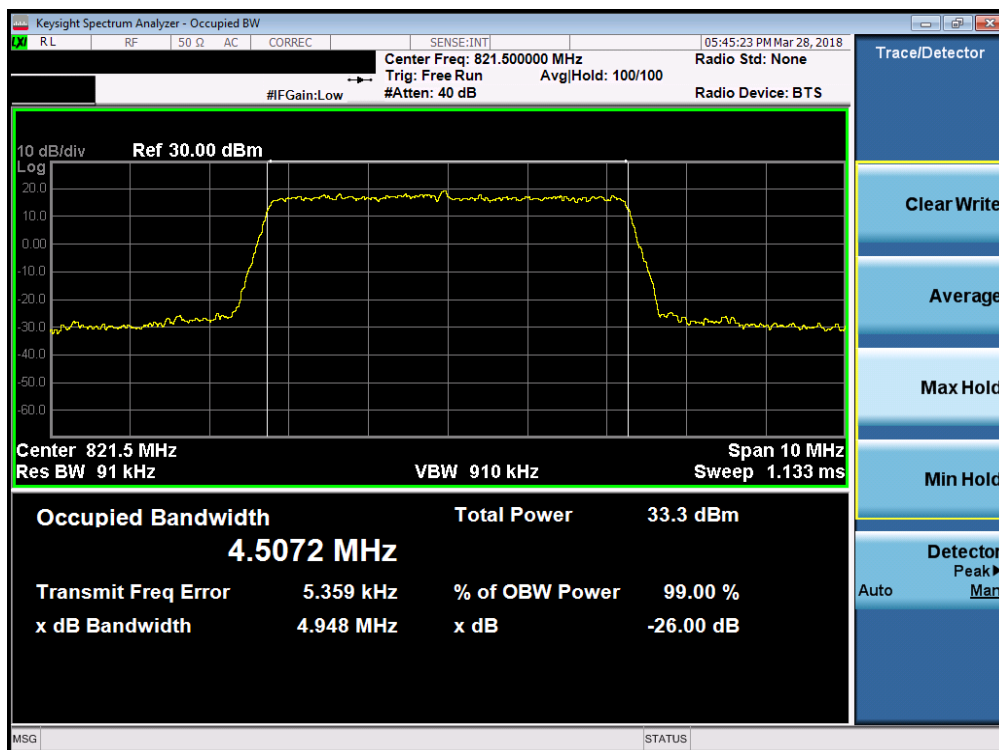 Keysight Spectrum Analyzer - Occupied BW
LXI RL RF 50 Ω AC CORREC SENSE:INT 05:45:23 PM Mar 28, 2018
Center Freq: 821.500000 MHz Radio Std: None
Trig: Free Run Avg|Hold: 100/100
#IFGain:Low #Atten: 40 dB Radio Device: BTS
Trace/Detector
10 dB/div Ref 30.00 dBm
Log
20.0
10.0
0.00
-10.0
-20.0
-30.0
-40.0
-50.0
-60.0
Center 821.5 MHz Span 10 MHz
Res BW 91 kHz VBW 910 kHz Sweep 1.133 ms
Occupied Bandwidth Total Power 33.3 dBm
4.5072 MHz
Transmit Freq Error 5.359 kHz % of OBW Power 99.00 %
x dB Bandwidth 4.948 MHz x dB -26.00 dB
Clear Write
Average
Max Hold
Min Hold
Detector
Peak
Auto Man
MSG STATUS